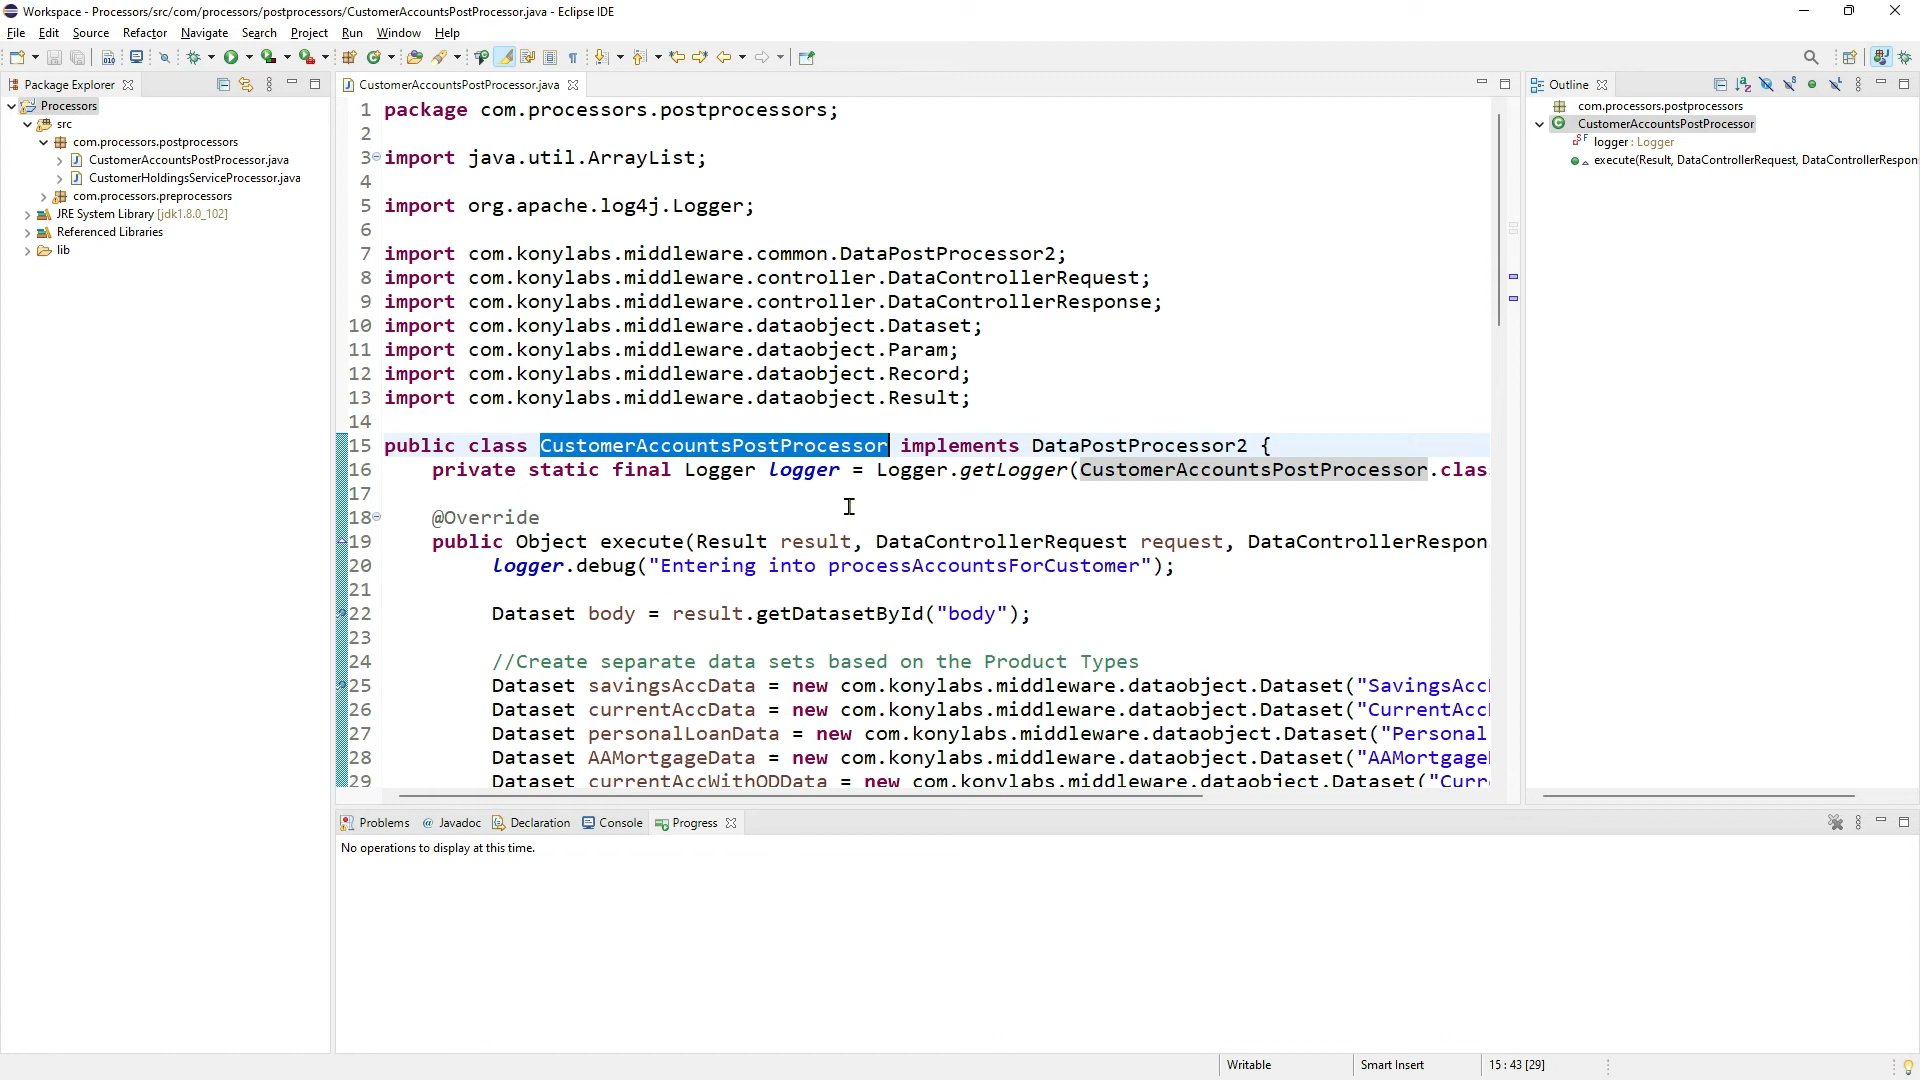 Workspace - Processors/src/com/processors/postprocessors/CustomerAccountsPostProcessor.java - Eclipse IDE
File Edit Source Refactor Navigate Search Project Run Window Help
Package Explorer
Processors
src
com.processors.postprocessors
CustomerAccountsPostProcessor.java
CustomerHoldingsServiceProcessor.java
com.processors.preprocessors
JRE System Library [jdk1.8.0_102]
Referenced Libraries
lib
CustomerAccountsPostProcessor.java
1 package com.processors.postprocessors;
2
3 import java.util.ArrayList;
4
5 import org.apache.log4j.Logger;
6
7 import com.konylabs.middleware.common.DataPostProcessor2;
8 import com.konylabs.middleware.controller.DataControllerRequest;
9 import com.konylabs.middleware.controller.DataControllerResponse;
10 import com.konylabs.middleware.dataobject.Dataset;
11 import com.konylabs.middleware.dataobject.Param;
12 import com.konylabs.middleware.dataobject.Record;
13 import com.konylabs.middleware.dataobject.Result;
14
15 public class CustomerAccountsPostProcessor implements DataPostProcessor2 {
16 private static final Logger logger = Logger.getLogger(CustomerAccountsPostProcessor.clas
17
18 @Override
19 public Object execute(Result result, DataControllerRequest request, DataControllerRespon
20 logger.debug("Entering into processAccountsForCustomer");
21
22 Dataset body = result.getDatasetById("body");
23
24 //Create separate data sets based on the Product Types
25 Dataset savingsAccData = new com.konylabs.middleware.dataobject.Dataset("SavingsAcc
26 Dataset currentAccData = new com.konylabs.middleware.dataobject.Dataset("CurrentAcc
27 Dataset personalLoanData = new com.konylabs.middleware.dataobject.Dataset("Personal
28 Dataset AAMortgageData = new com.konylabs.middleware.dataobject.Dataset("AAMortgage
29 Dataset currentAccWithODData = new com.konylabs.middleware.dataobject.Dataset("Curr
Outline
com.processors.postprocessors
CustomerAccountsPostProcessor
logger : Logger
execute(Result, DataControllerRequest, DataControllerRespon
Problems @ Javadoc Declaration Console Progress
No operations to display at this time.
Writable Smart Insert 15 : 43 [29]